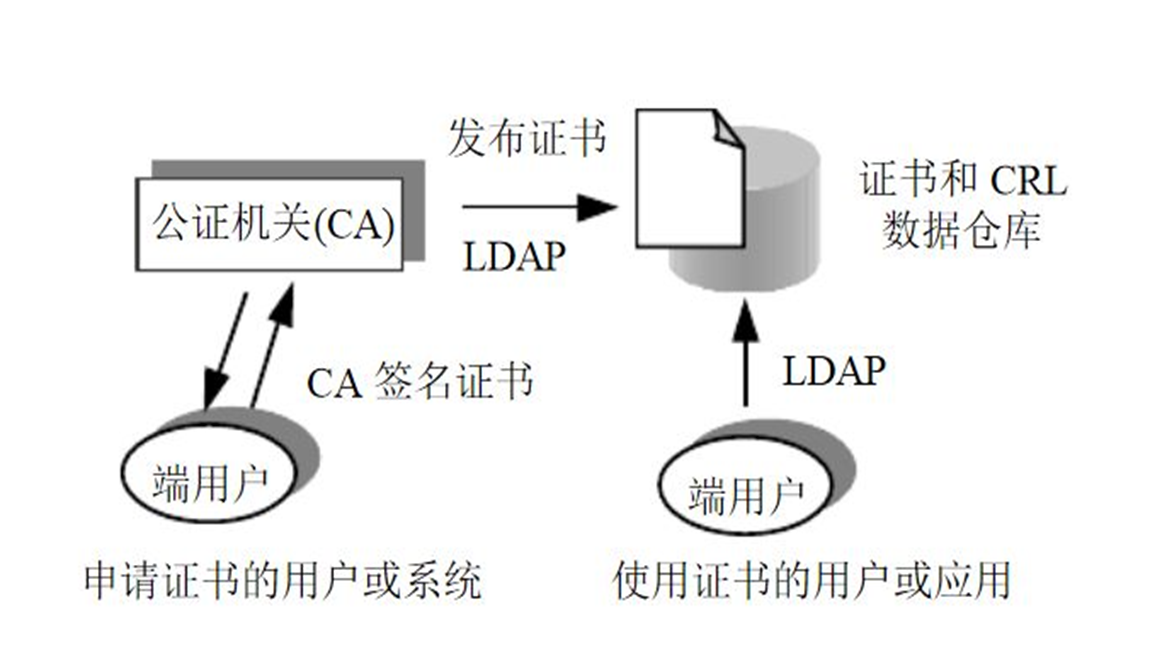 发布证书
公证机关(CA)
LDAP
证书和 CRL
数据仓库
CA 签名证书
LDAP
端用户
端用户
申请证书的用户或系统
使用证书的用户或应用